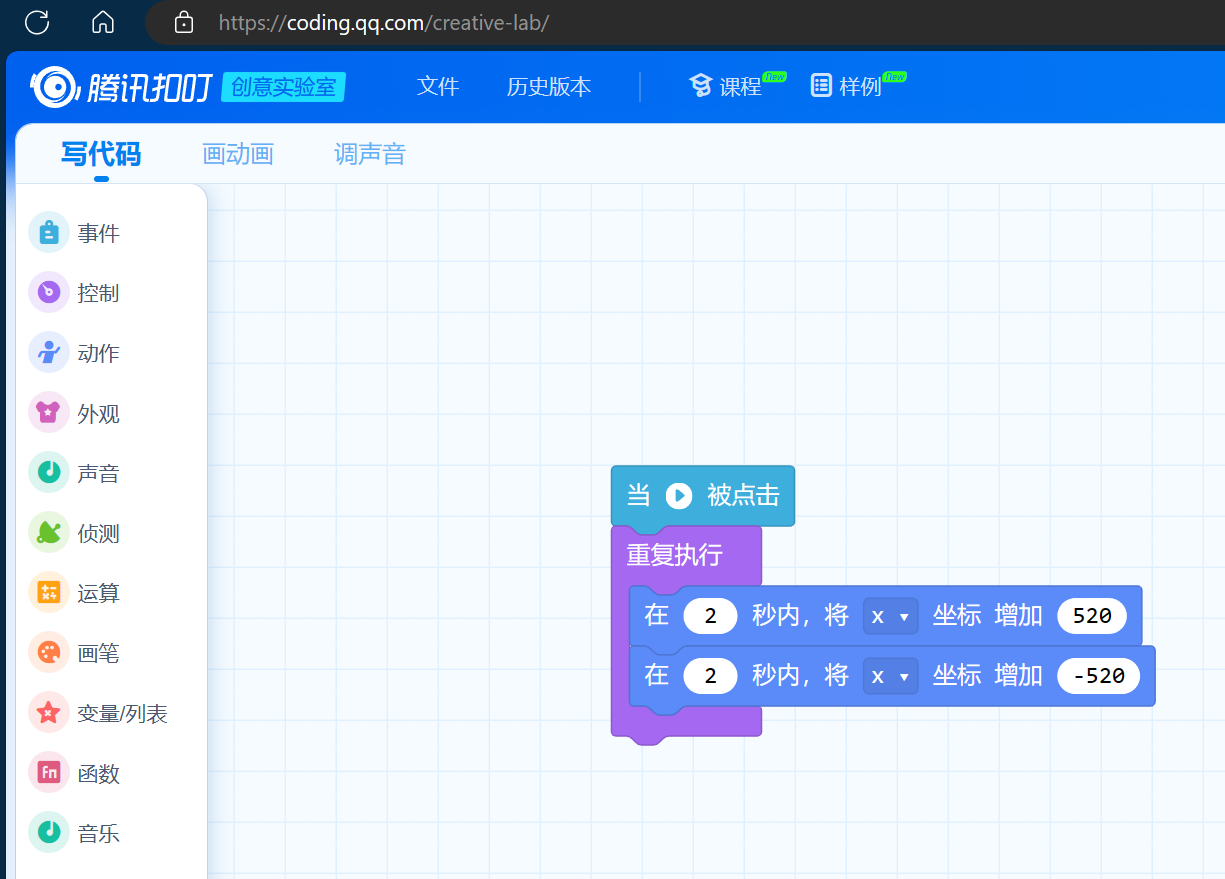 https://coding.qq.com/creative-lab/
腾讯扣叮 创意实验室 文件 历史版本 课程 New 样例 New
写代码 画动画 调声音
事件
控制
动作
外观
声音
侦测
运算
画笔
变量/列表
Fn 函数
音乐
当 被点击
重复执行
在 2 秒内，将 x 坐标 增加 520
在 2 秒内，将 x 坐标 增加 -520